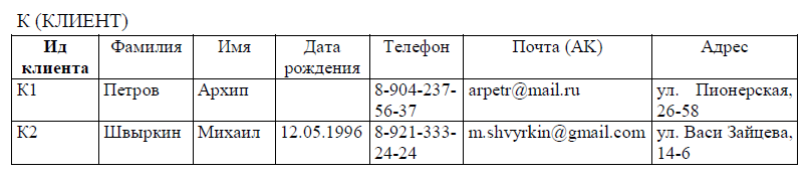 К (КЛИЕНТ)
Ид клиента Фамилия Имя Дата рождения Телефон Почта (АК) Адрес
К1 Петров Архип 8-904-237-56-37 arpetr@mail.ru ул. Пионерская, 26-58
К2 Швыркин Михаил 12.05.1996 8-921-333-24-24 m.shvyrkin@gmail.com ул. Васи Зайцева, 14-6